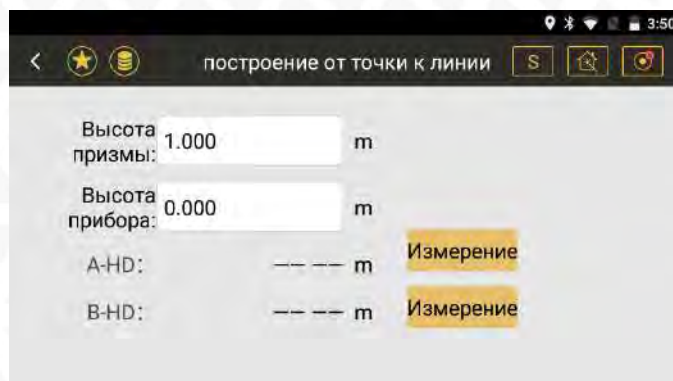 3:50
построение от точки к линии S
Высота
призмы: 1.000 m
Высота
прибора: 0.000 m
A-HD: –– –– m Измерение
B-HD: –– –– m Измерение